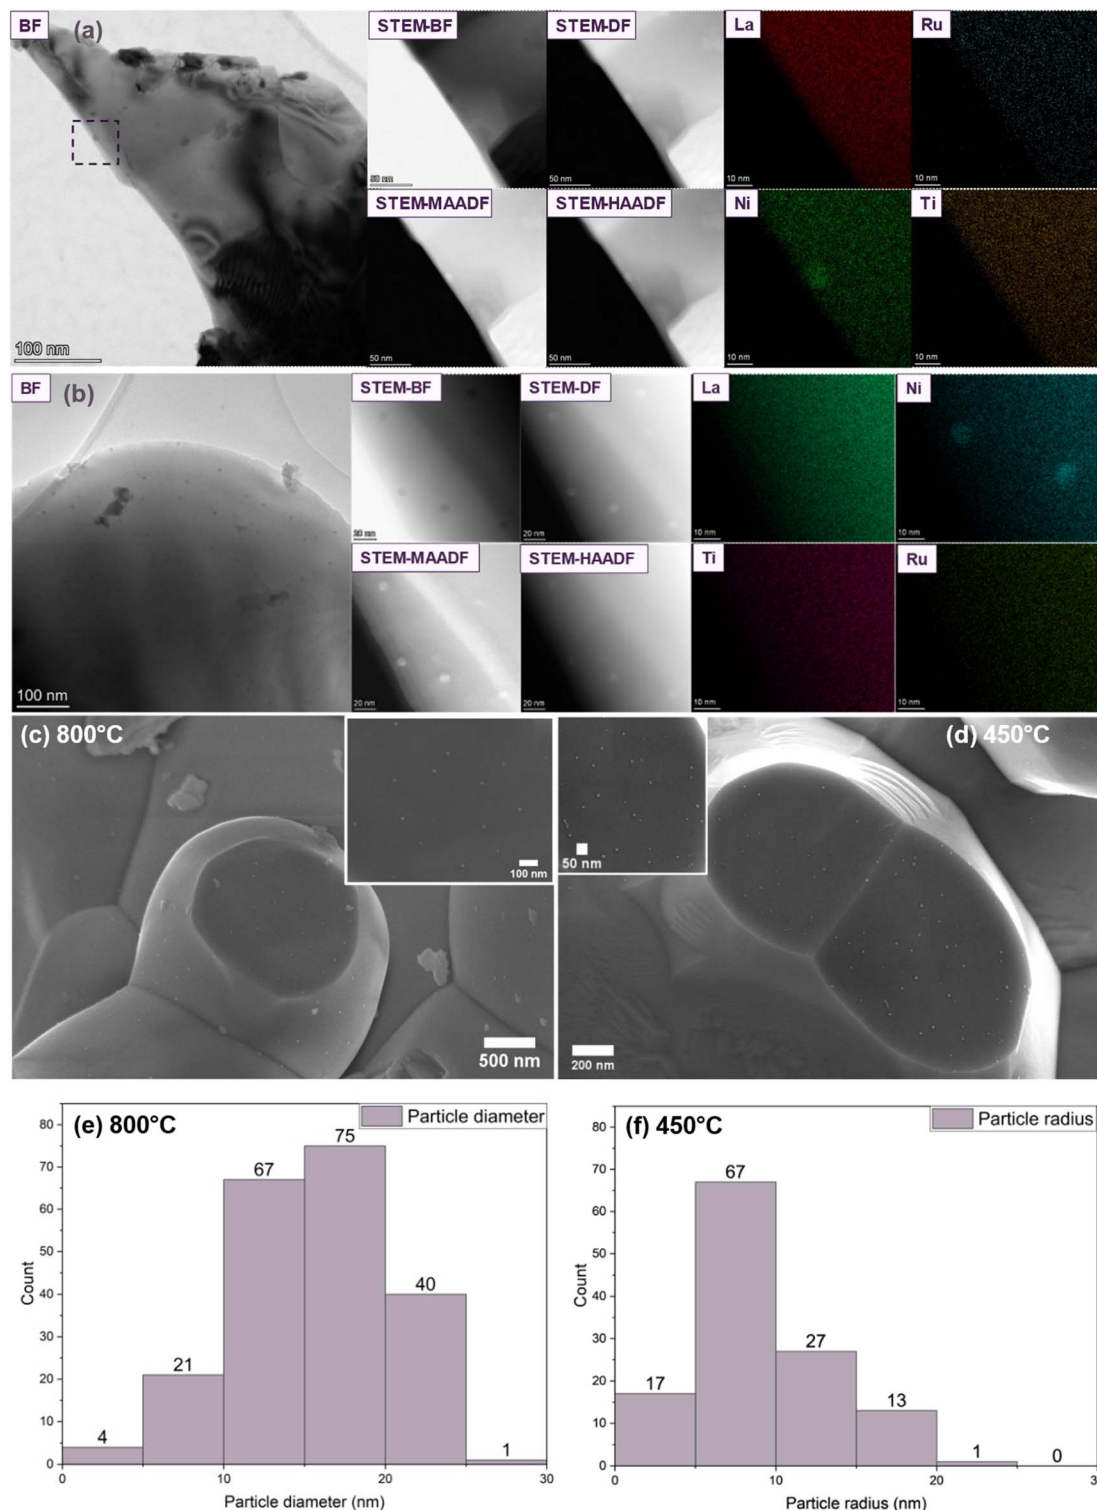 BF
(a)
STEM-BF
STEM-DF
La
Ru
50 nm
50 nm
10 nm
10 nm
STEM-MAADF
STEM-HAADF
Ni
Ti
100 nm
50 nm
50 nm
10 nm
10 nm
BF
(b)
STEM-BF
STEM-DF
La
Ni
20 nm
20 nm
10 nm
10 nm
STEM-MAADF
STEM-HAADF
Ti
Ru
100 nm
20 nm
20 nm
10 nm
10 nm
(c) 800°C
100 nm
500 nm
(d) 450°C
50 nm
200 nm
(e) 800°C
Particle diameter
80
70
60
50
40
30
20
10
0
Count
4
21
67
75
40
1
0
10
20
30
Particle diameter (nm)
(f) 450°C
Particle radius
80
70
60
50
40
30
20
10
0
Count
17
67
27
13
1
0
0
10
20
30
Particle radius (nm)